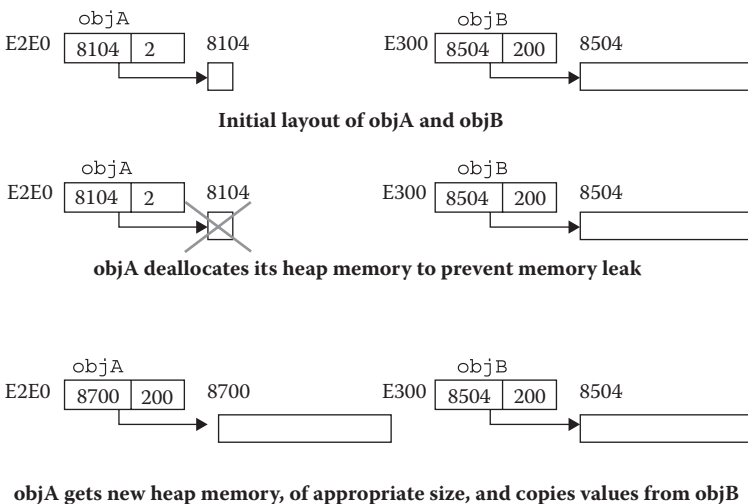 objA objB
E2E0 8104 2 8104 E300 8504 200 8504
Initial layout of objA and objB
objA objB
E2E0 8104 2 8104 E300 8504 200 8504
objA deallocates its heap memory to prevent memory leak
objA objB
E2E0 8700 200 8700 E300 8504 200 8504
objA gets new heap memory, of appropriate size, and copies values from objB